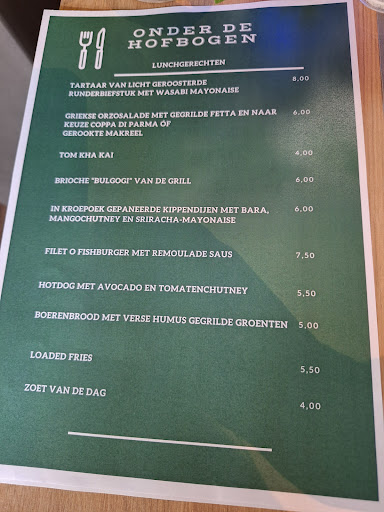 ONDER DE
HOFBOGEN
LUNCHGERECHTEN
TARTAAR VAN LICHT GEROOSTERDE 8,00
RUNDERBIEFSTUK MET WASABI MAYONAISE
GRIEKSE ORZOSALADE MET GEGRILDE FETTA EN NAAR 6,00
KEUZE COPPA DI PARMA ÓF
GEROOKTE MAKREEL
TOM KHA KAI 4,00
BRIOCHE "BULGOGI" VAN DE GRILL 6,00
IN KROEPOEK GEPANEERDE KIPPENDIJEN MET BARA, 6,00
MANGOCHUTNEY EN SRIRACHA-MAYONAISE
FILET O FISHBURGER MET REMOULADE SAUS 7,50
HOTDOG MET AVOCADO EN TOMATENCHUTNEY 5,50
BOERENBROOD MET VERSE HUMUS GEGRILDE GROENTEN 5,00
LOADED FRIES 5,50
ZOET VAN DE DAG 4,00